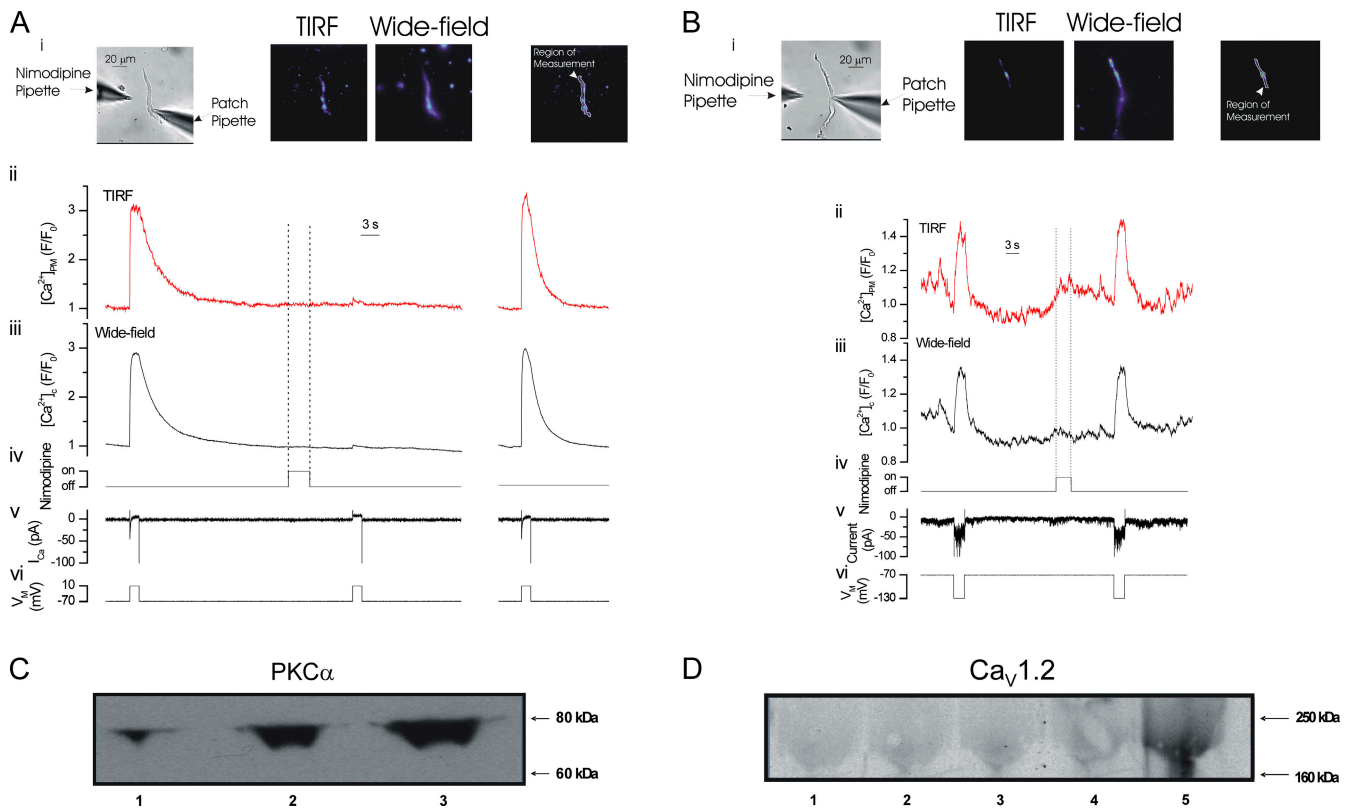 A
i
TIRF
Wide-field
20 µm
Nimodipine
Pipette
Patch
Pipette
Region of
Measurement
ii
TIRF
3 s
[Ca²⁺]PM (F/F₀)
3
2
1
iii
Wide-field
[Ca²⁺]c (F/F₀)
3
2
1
iv
Nimodipine
on
off
v
I Ca (pA)
0
-50
-100
vi
V M
(mV)
10
-70
B
i
TIRF
Wide-field
20 µm
Nimodipine
Pipette
Patch
Pipette
Region of
Measurement
ii
TIRF
3 s
[Ca²⁺]PM (F/F₀)
1.4
1.2
1.0
0.8
iii
Wide-field
[Ca²⁺]c (F/F₀)
1.4
1.2
1.0
0.8
iv
Nimodipine
on
off
v
Current
(pA)
0
-50
-100
vi
V M
(mV)
-70
-130
C
PKCα
80 kDa
60 kDa
1 2 3
D
CaV1.2
250 kDa
160 kDa
1 2 3 4 5